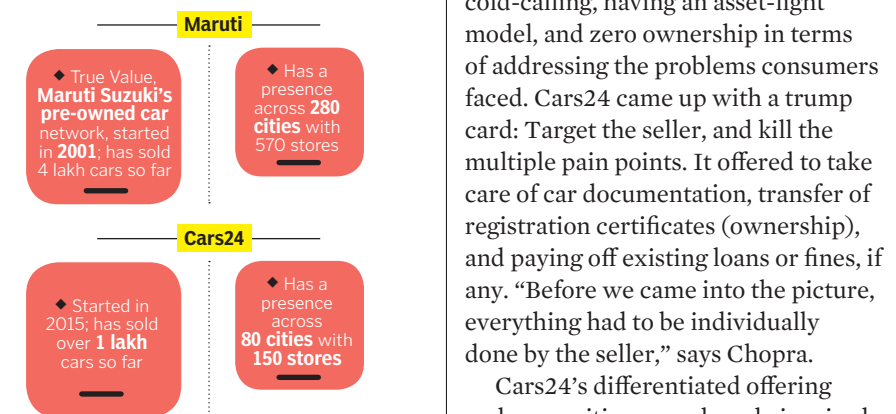 Maruti
◆ True Value,
Maruti Suzuki's
pre-owned car
network, started
in 2001; has sold
4 lakh cars so far
◆ Has a
presence
across 280
cities with
570 stores
Cars24
◆ Started in
2015; has sold
over 1 lakh
cars so far
◆ Has a
presence
across
80 cities with
150 stores
model, and zero ownership in terms
of addressing the problems consumers
faced. Cars24 came up with a trump
card: Target the seller, and kill the
multiple pain points. It offered to take
care of car documentation, transfer of
registration certificates (ownership),
and paying off existing loans or fines, if
any. “Before we came into the picture,
everything had to be individually
done by the seller,” says Chopra.
Cars24’s differentiated offering